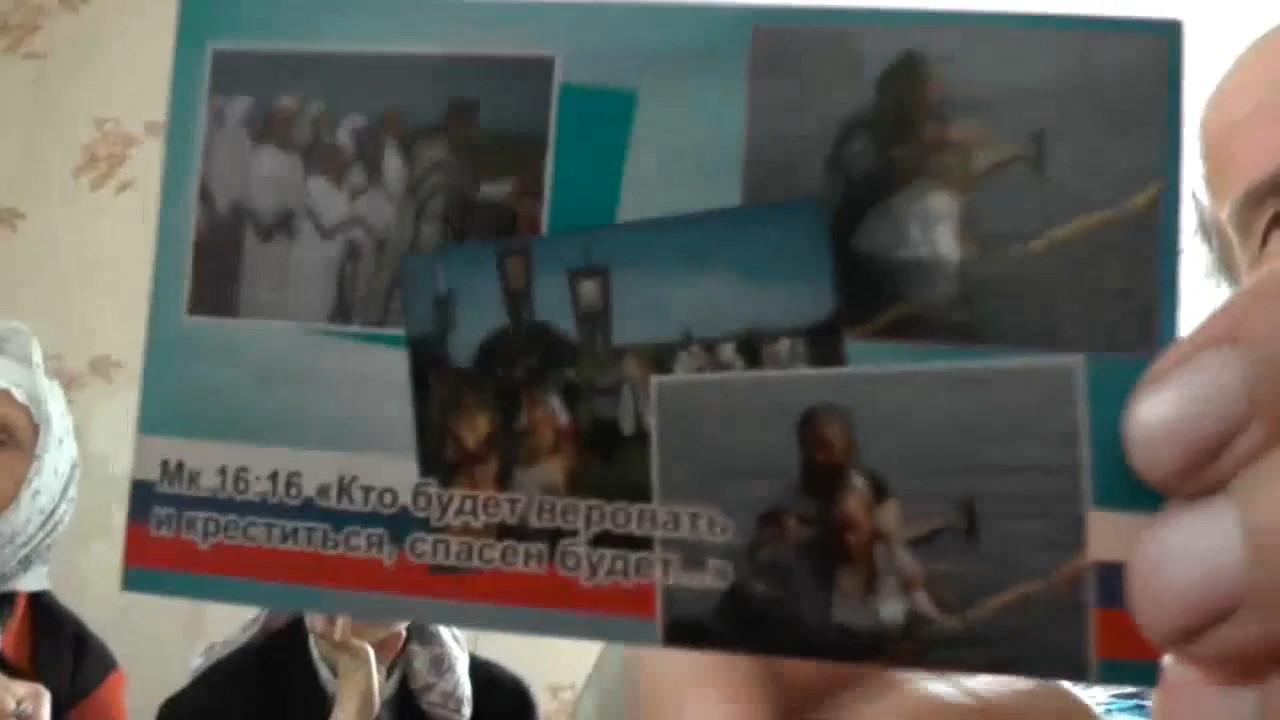 Мк 16:16 «Кто будет веровать
и креститься, спасен будет...»